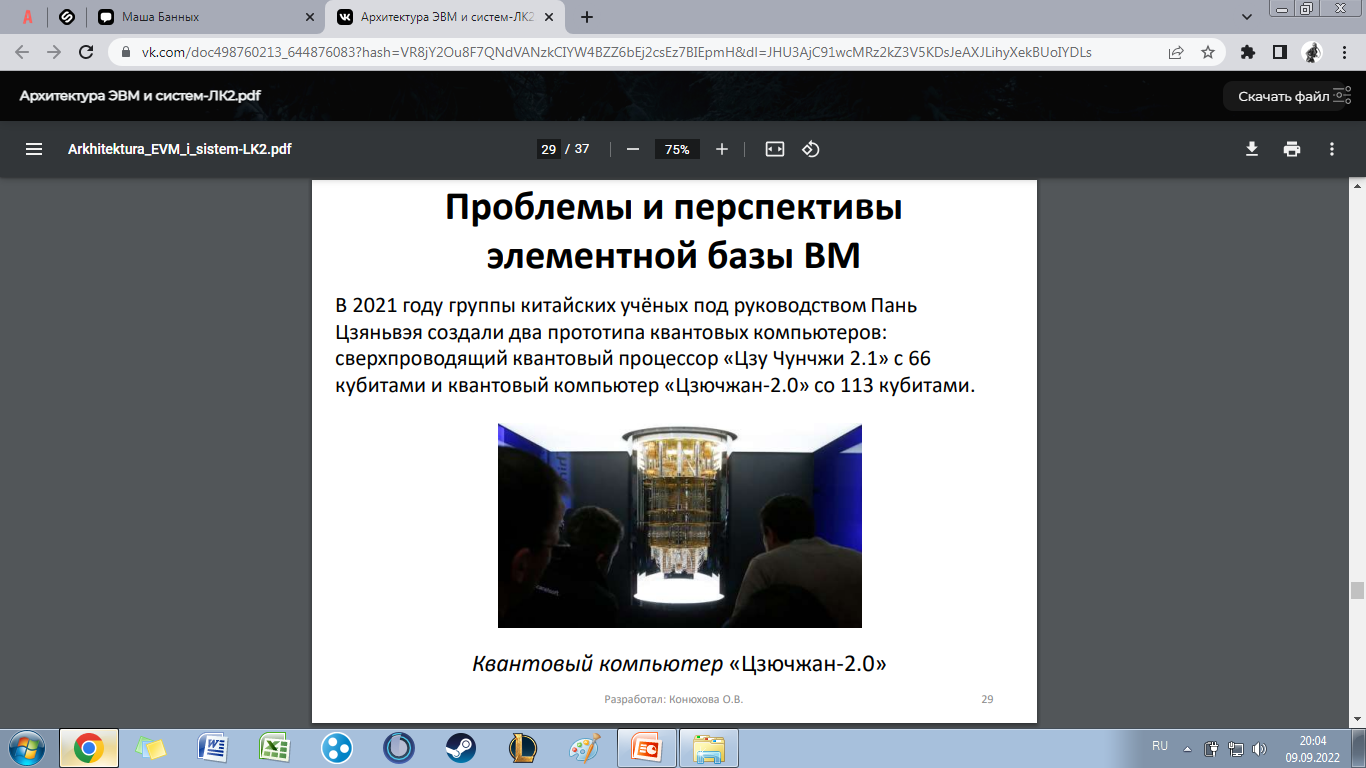 Маша Банных
Архитектура ЭВМ и систем-ЛК2
vk.com/doc498760213_644876083?hash=VR8jY2Ou8F7QNdVANzkCIYW4BZZ6bEj2csEz7BIEpmH&dl=JHU3AjC91wcMRz2kZ3V5KDsJeAXJLihyXekBUoIYDLs
Архитектура ЭВМ и систем-ЛК2.pdf
Скачать файл
Arkhitektura_EVM_i_sistem-LK2.pdf
29 / 37
75%
Проблемы и перспективы
элементной базы ВМ
В 2021 году группы китайских учёных под руководством Пань
Цзяньвэя создали два прототипа квантовых компьютеров:
сверхпроводящий квантовый процессор «Цзу Чунчжи 2.1» с 66
кубитами и квантовый компьютер «Цзючжан-2.0» со 113 кубитами.
Квантовый компьютер «Цзючжан-2.0»
Разработал: Конюхова О.В.
29
RU
20:04
09.09.2022